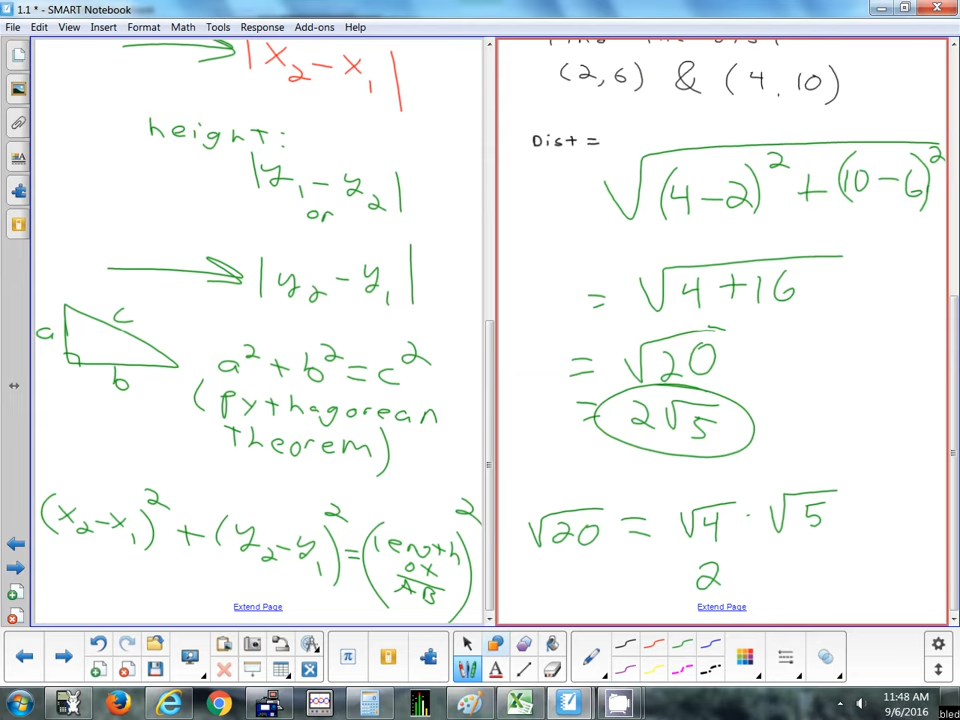 1.1 * - SMART Notebook
File Edit View Insert Format Math Tools Response Add-ons Help
|x₂ - x₁|
height:
|y₁ - y₂|
or
|y₂ - y₁|
a
c
b
a² + b² = c²
(pythagorean
theorem)
(x₂-x₁)² + (y₂-y₁)² = (length
AB)²
Extend Page
(2,6) & (4,10)
Dist =
√(4-2)² + (10-6)²
= √4+16
= √20
= 2√5
√20 = √4 · √5
2
Extend Page
11:48 AM
9/6/2016
bled